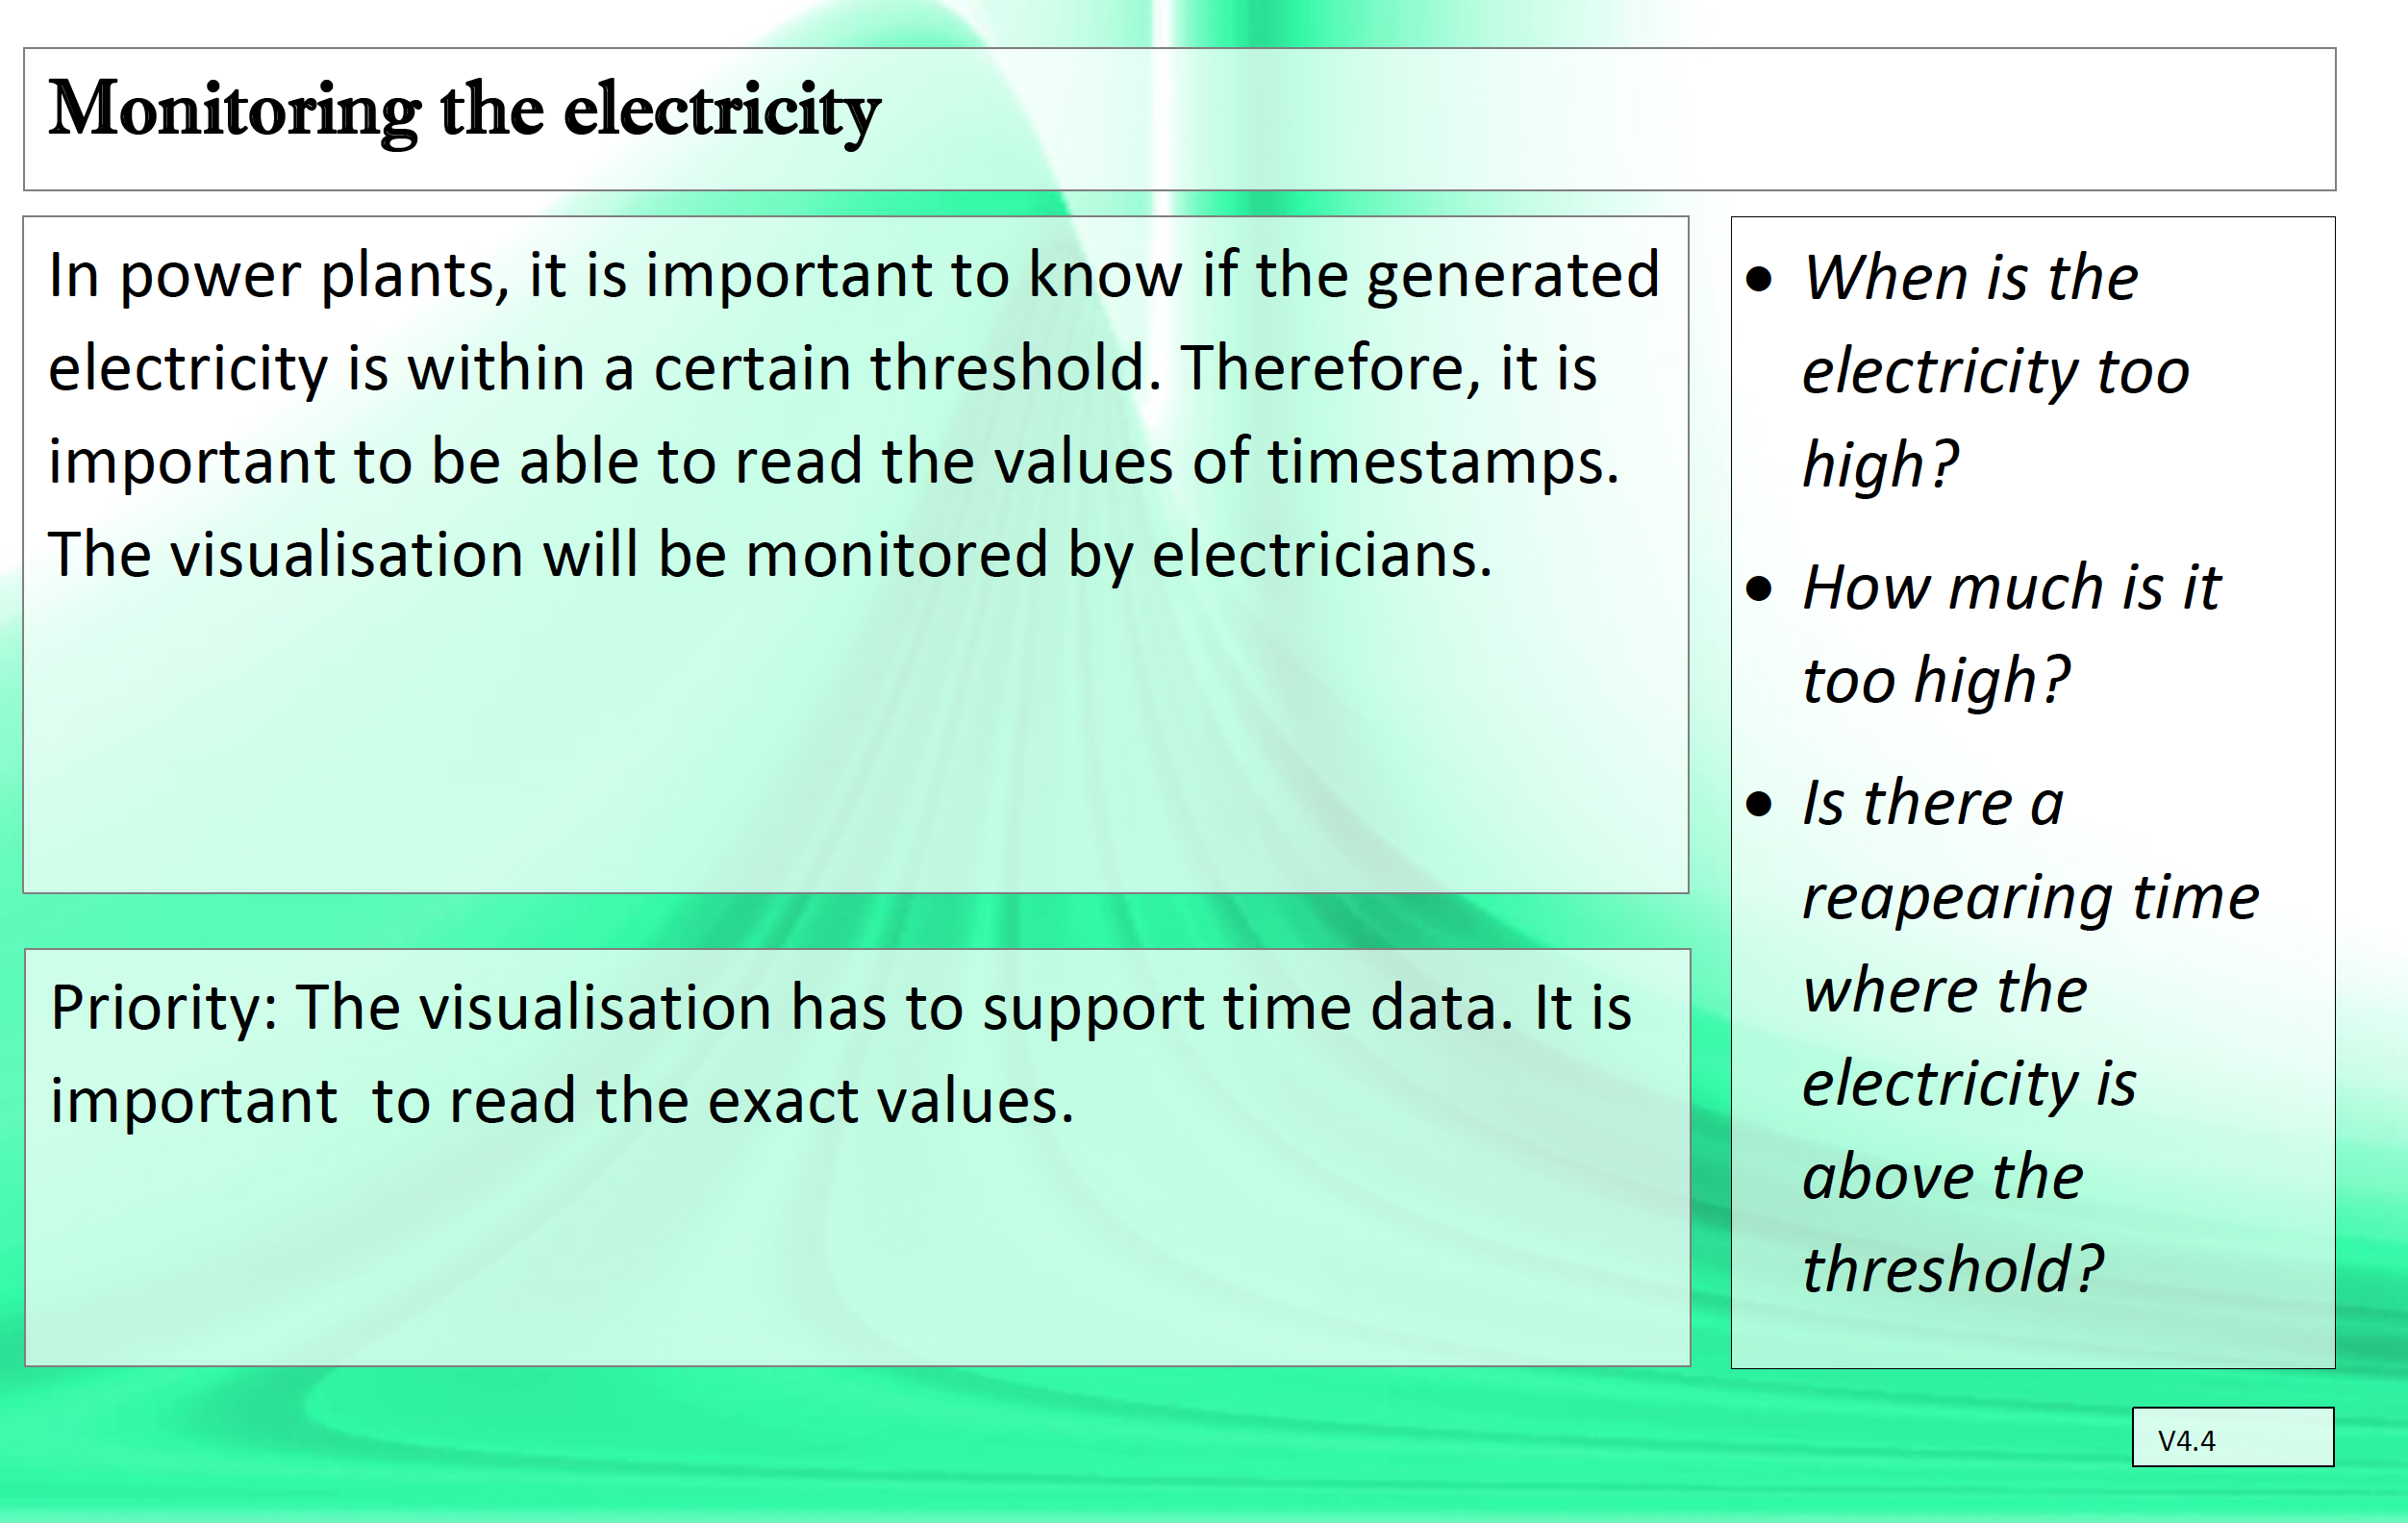 Monitoring the electricity
In power plants, it is important to know if the generated
electricity is within a certain threshold. Therefore, it is
important to be able to read the values of timestamps.
The visualisation will be monitored by electricians.
Priority: The visualisation has to support time data. It is
important  to read the exact values.
• When is the
electricity too
high?
• How much is it
too high?
• Is there a
reapearing time
where the
electricity is
above the
threshold?
V4.4